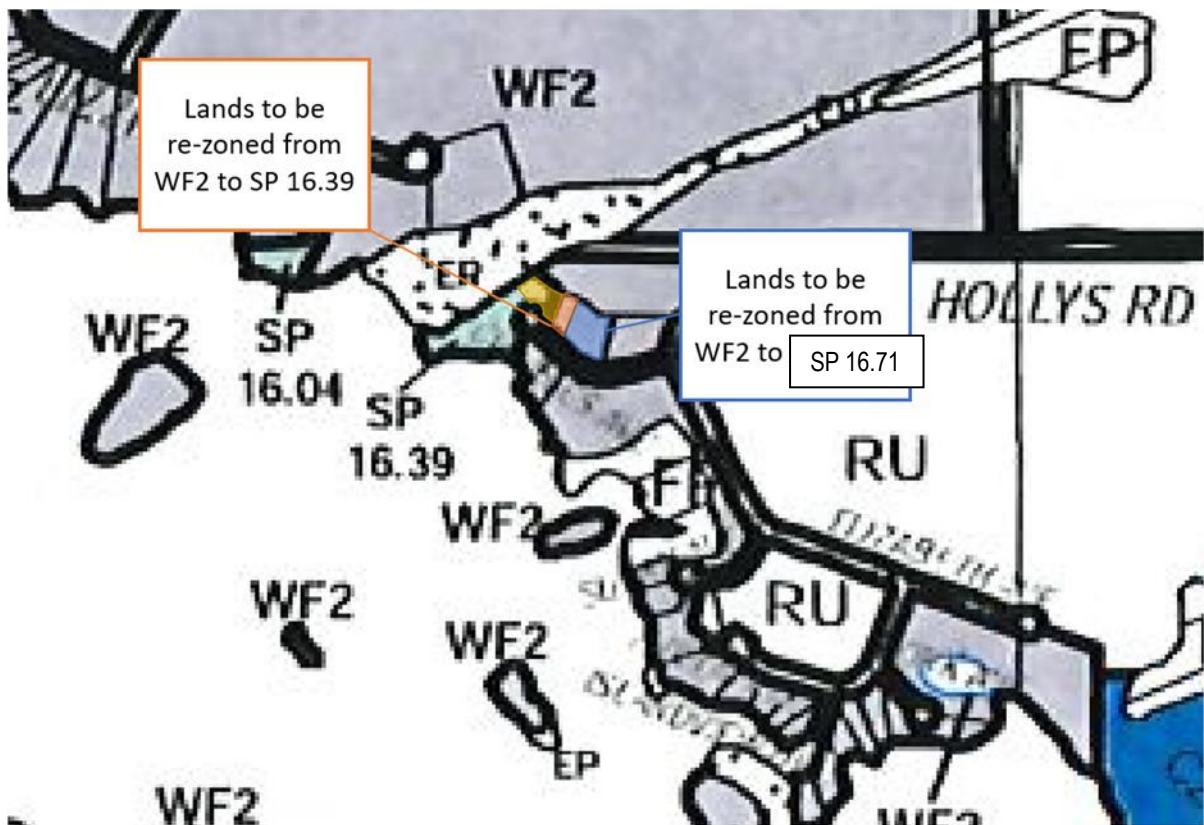 WF2
EP
Lands to be
re-zoned from
WF2 to SP 16.39
EP
Lands to be
re-zoned from
WF2 to SP 16.71
HOLLYS RD
WF2
SP
16.04
SP
16.39
RU
WF2
F
WF2
RU
WF2
EP
WF2
WF2